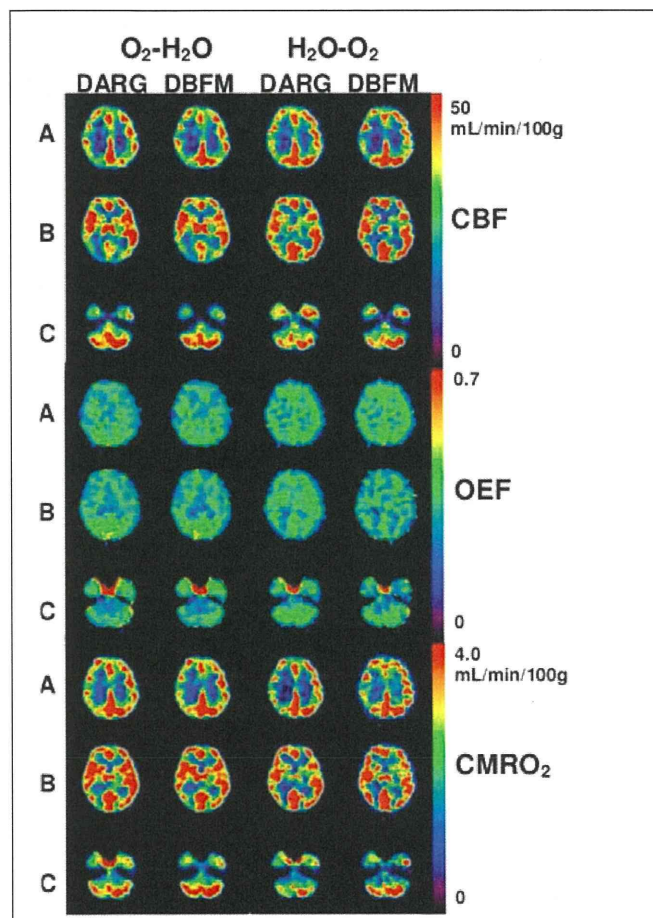 O₂-H₂O H₂O-O₂
DARG DBFM DARG DBFM
50
mL/min/100g
A
B
CBF
C
0
0.7
A
B
OEF
C
0
4.0
mL/min/100g
A
B
CMRO₂
C
0